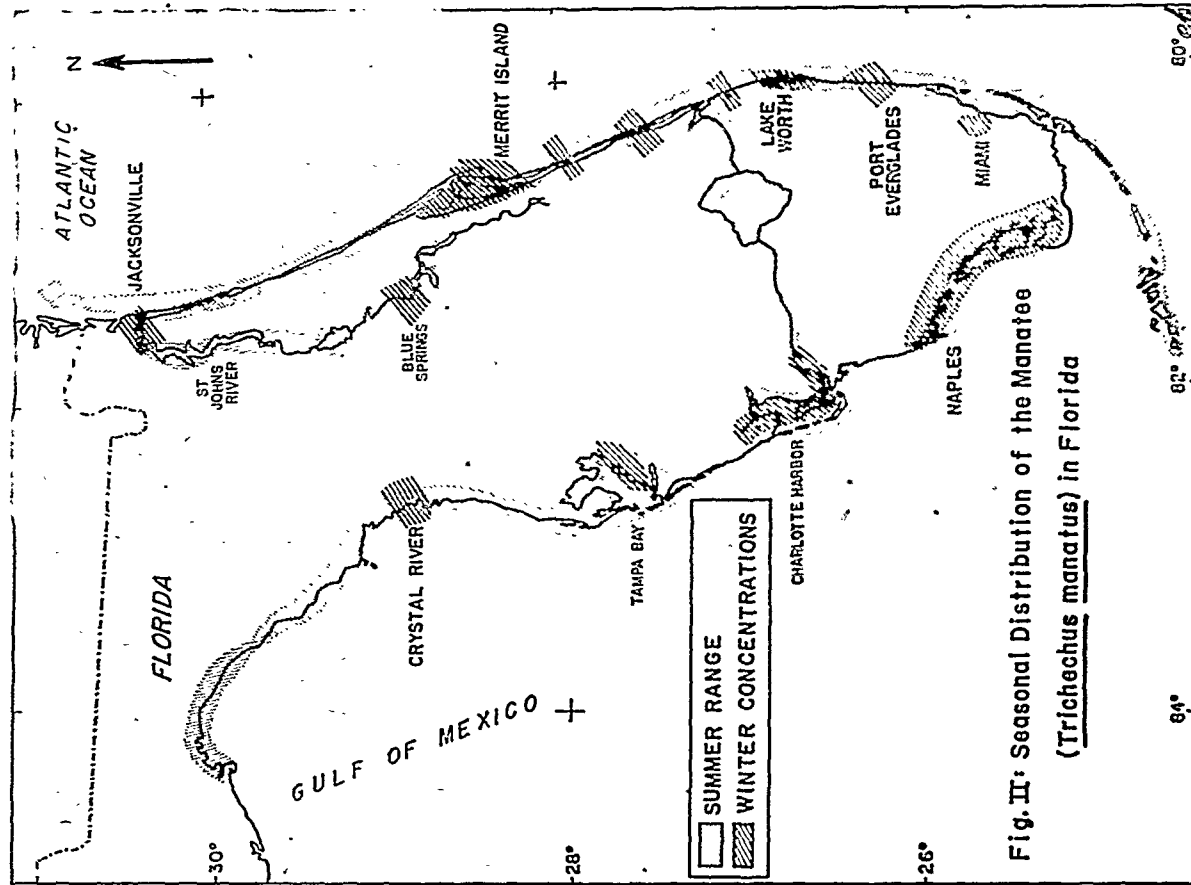 N
ATLANTIC
OCEAN
JACKSONVILLE
ST
JOHNS
RIVER
FLORIDA
MERRIT ISLAND
BLUE
SPRINGS
CRYSTAL RIVER
GULF OF MEXICO
TAMPA BAY
LAKE
WORTH
CHARLOTTE HARBOR
PORT
EVERGLADES
MIAMI
NAPLES
30°
28°
26°
84°
82°
80°
SUMMER RANGE
WINTER CONCENTRATIONS
Fig. II: Seasonal Distribution of the Manatee
(Trichechus manatus) in Florida